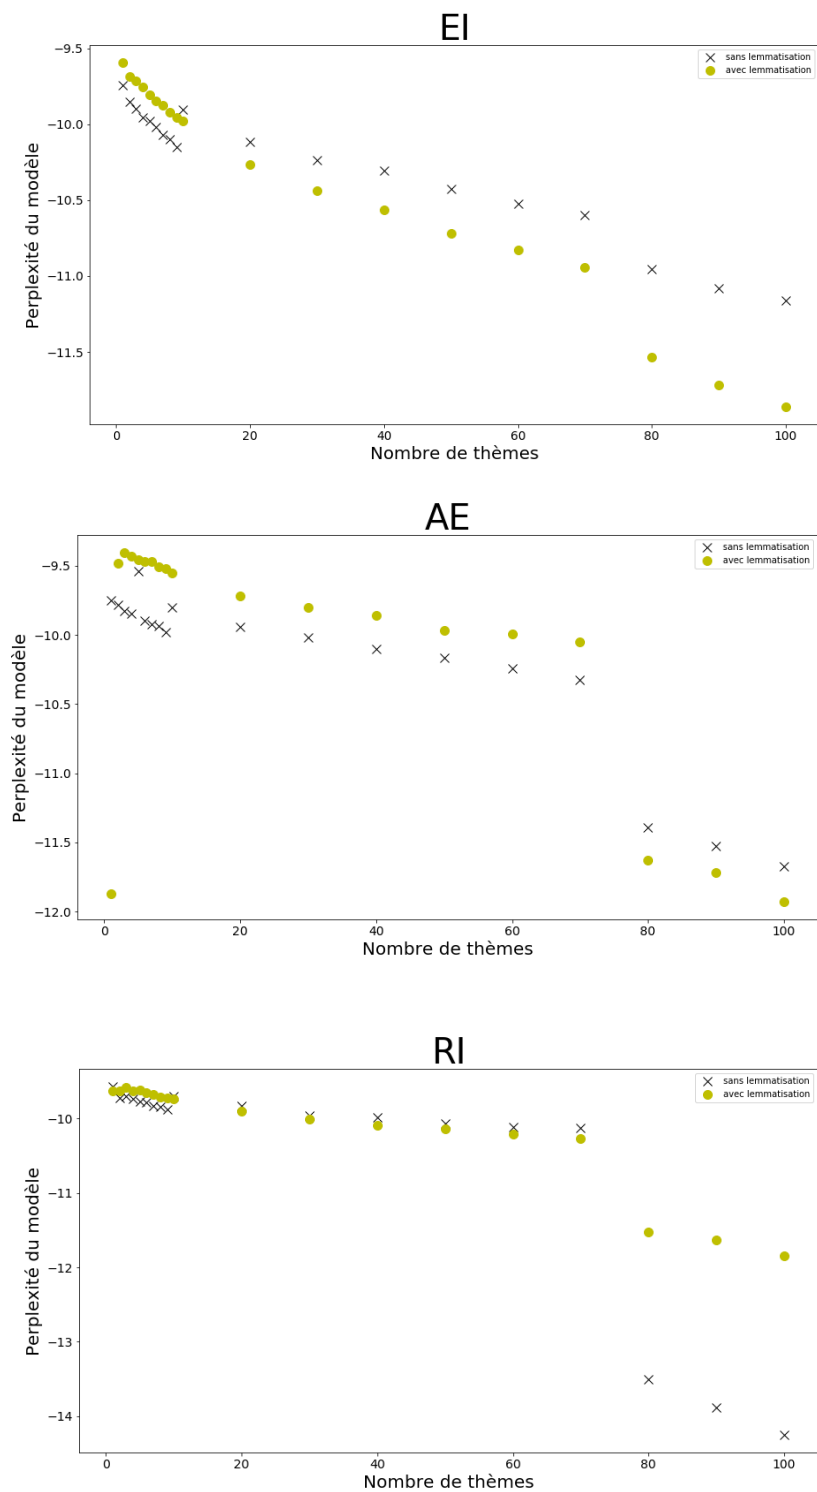 EI
sans lemmatisation
avec lemmatisation
−9.5
−10.0
−10.5
−11.0
−11.5
Perplexité du modèle
0 20 40 60 80 100
Nombre de thèmes
AE
sans lemmatisation
avec lemmatisation
−9.5
−10.0
−10.5
−11.0
−11.5
−12.0
Perplexité du modèle
0 20 40 60 80 100
Nombre de thèmes
RI
sans lemmatisation
avec lemmatisation
−10
−11
−12
−13
−14
Perplexité du modèle
0 20 40 60 80 100
Nombre de thèmes